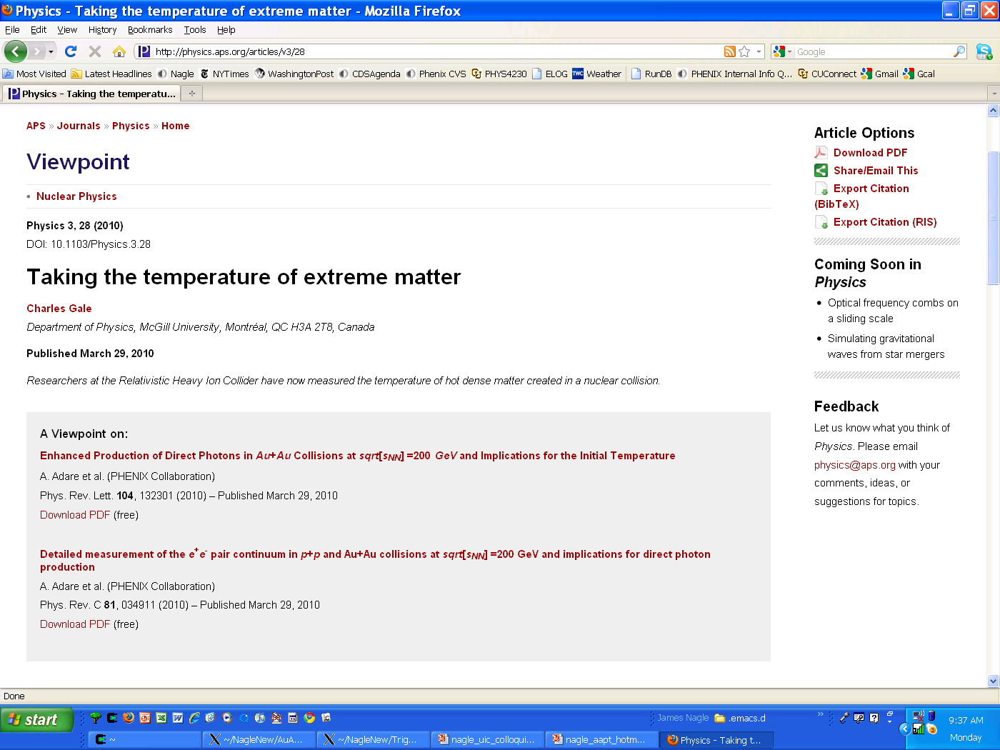 Physics - Taking the temperature of extreme matter - Mozilla Firefox
File Edit View History Bookmarks Tools Help
http://physics.aps.org/articles/v3/28
Google
Most Visited Latest Headlines Nagle NYTimes WashingtonPost CDSAgenda Phenix CVS PHYS4230 ELOG Weather RunDB PHENIX Internal Info Q... CUConnect Gmail Gcal
Physics - Taking the temperatu...
APS » Journals » Physics » Home
Viewpoint
• Nuclear Physics
Physics 3, 28 (2010)
DOI: 10.1103/Physics.3.28
Taking the temperature of extreme matter
Charles Gale
Department of Physics, McGill University, Montréal, QC H3A 2T8, Canada
Published March 29, 2010
Researchers at the Relativistic Heavy Ion Collider have now measured the temperature of hot dense matter created in a nuclear collision.
A Viewpoint on:
Enhanced Production of Direct Photons in Au+Au Collisions at sqrt[sNN] =200 GeV and Implications for the Initial Temperature
A. Adare et al. (PHENIX Collaboration)
Phys. Rev. Lett. 104, 132301 (2010) – Published March 29, 2010
Download PDF (free)
Detailed measurement of the e+e- pair continuum in p+p and Au+Au collisions at sqrt[sNN] =200 GeV and implications for direct photon
production
A. Adare et al. (PHENIX Collaboration)
Phys. Rev. C 81, 034911 (2010) – Published March 29, 2010
Download PDF (free)
Article Options
Download PDF
Share/Email This
Export Citation
(BibTeX)
Export Citation (RIS)
Coming Soon in
Physics
• Optical frequency combs on
a sliding scale
• Simulating gravitational
waves from star mergers
Feedback
Let us know what you think of
Physics. Please email
physics@aps.org with your
comments, ideas, or
suggestions for topics.
Done
start
James Nagle .emacs.d
9:37 AM
Monday
~
~/NagleNew/AuA...
~/NagleNew/Trig...
nagle_uic_colloqui...
nagle_aapt_hotm...
Physics - Taking t...